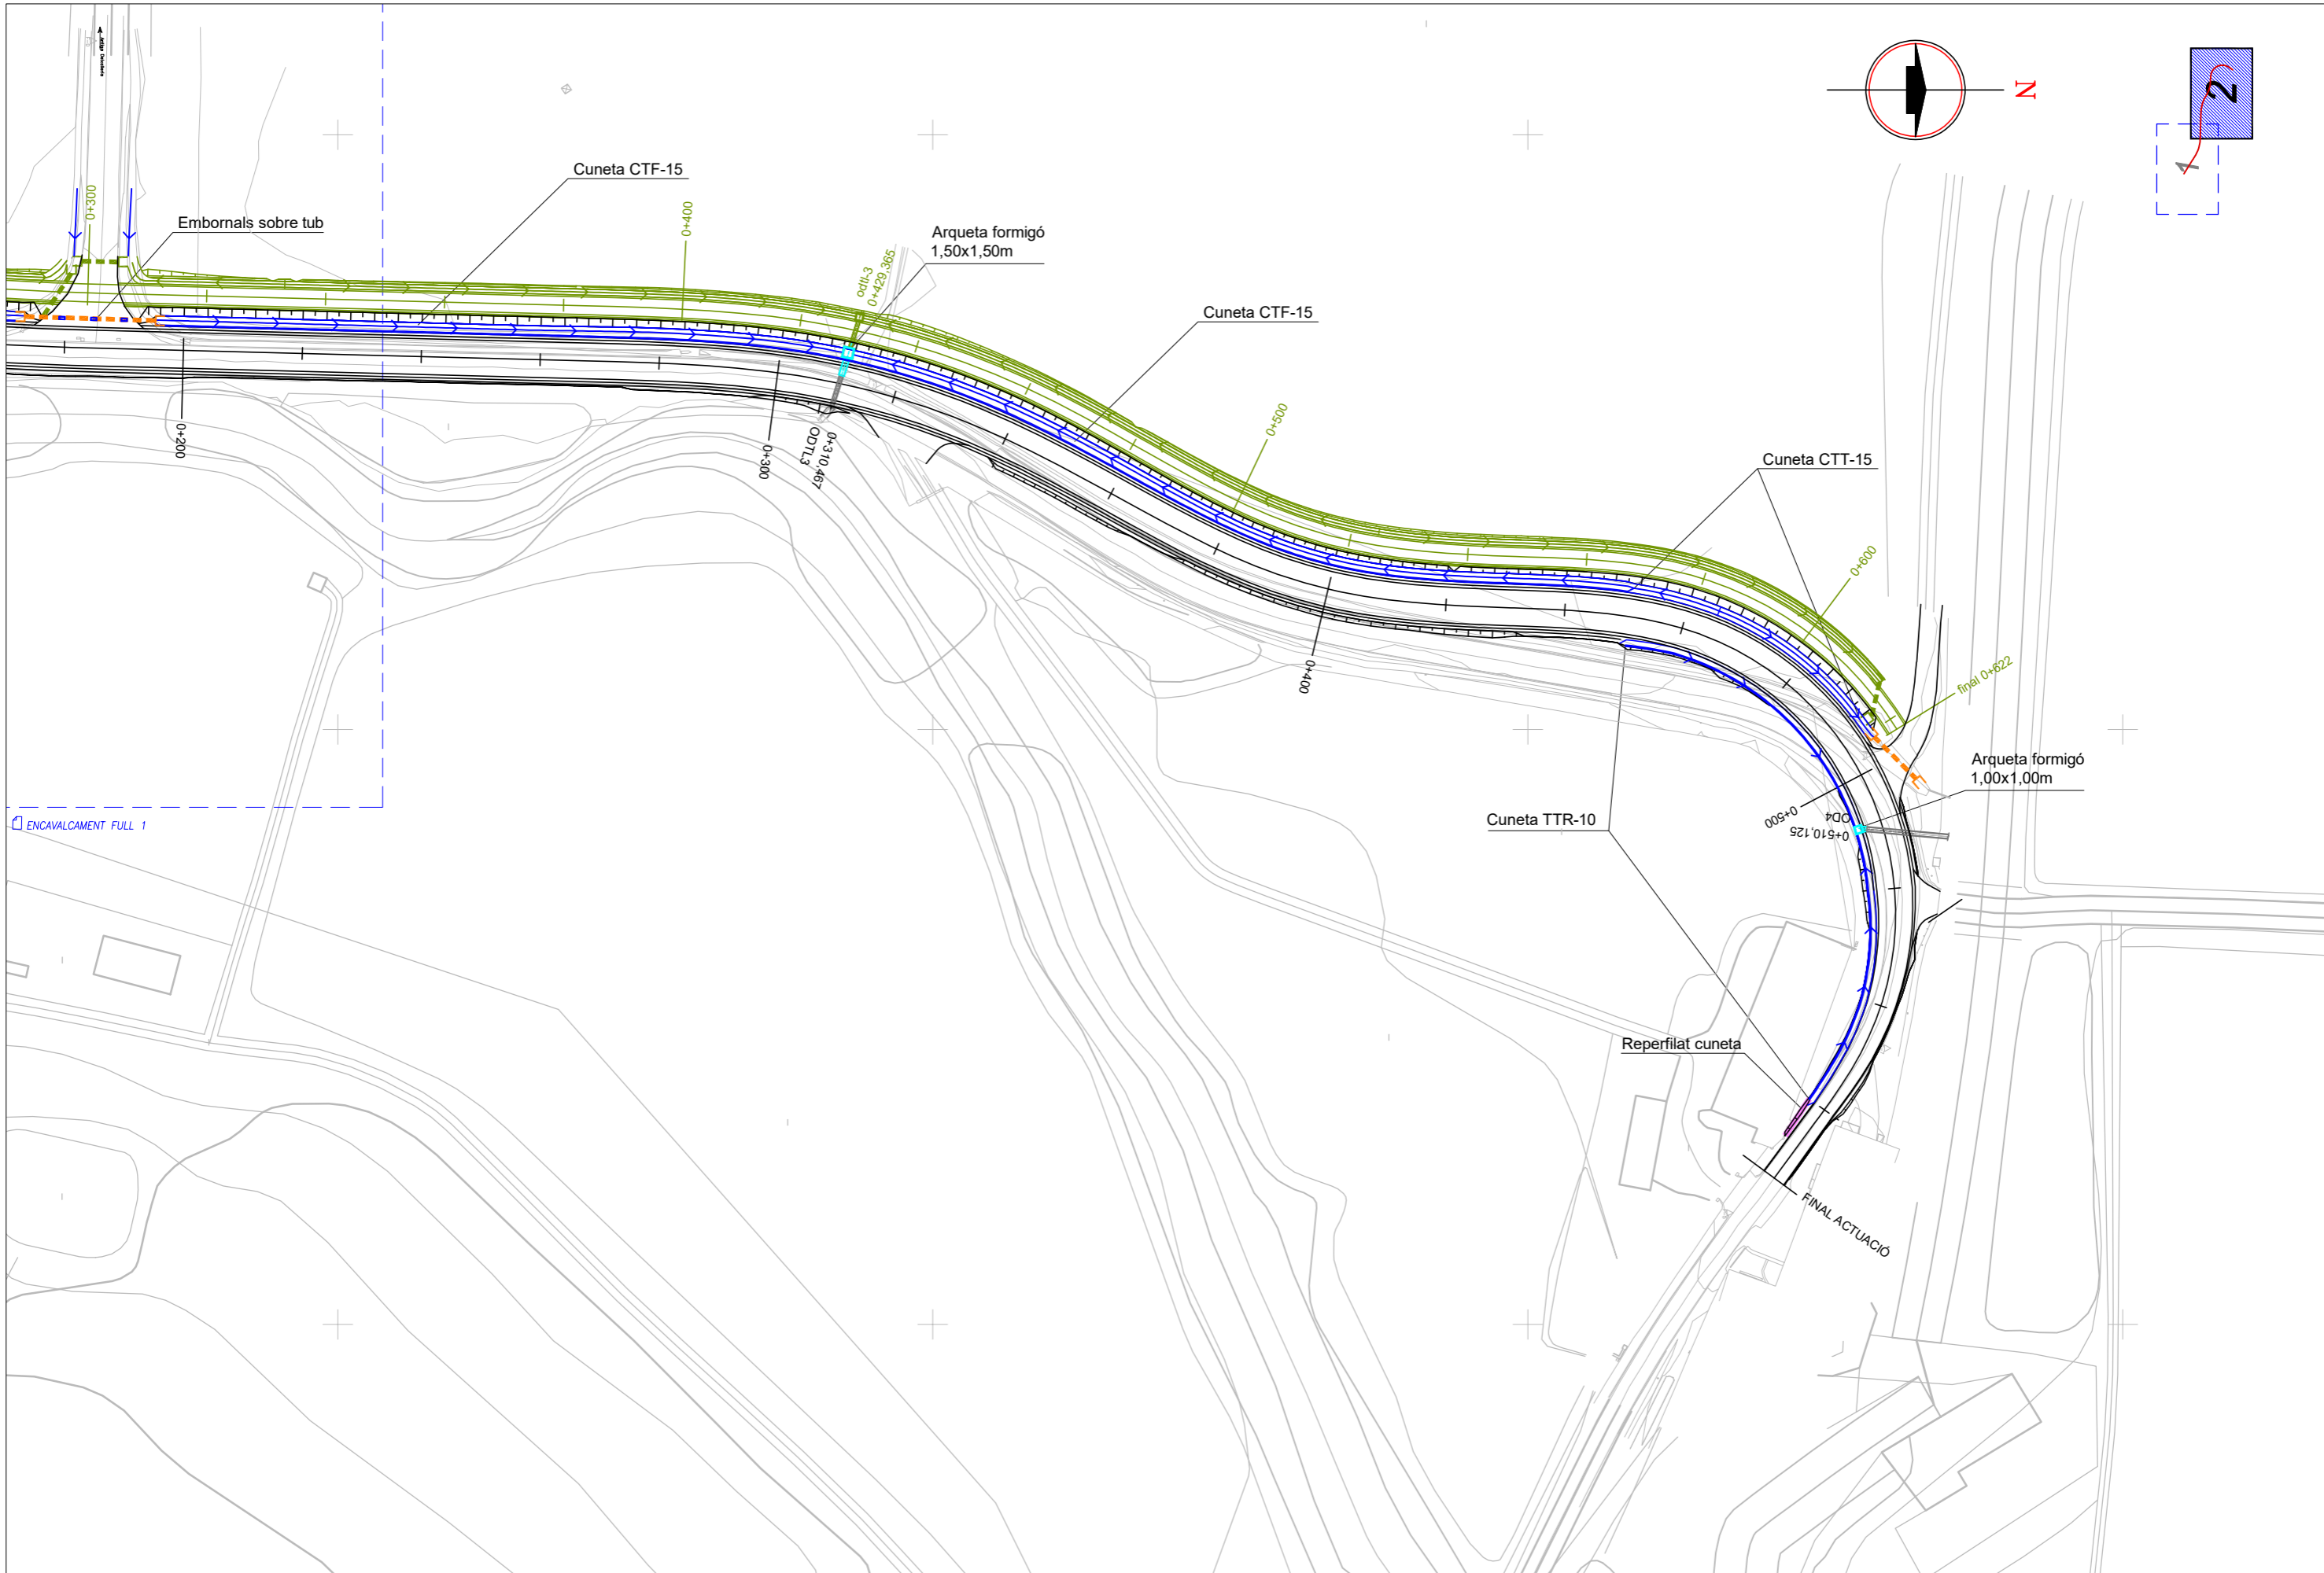 Antiga Deixalleria
N
2
1
Cuneta CTF-15
0+300
Embornals sobre tub
0+400
Arqueta formigó
1,50x1,50m
odtl-3
0+429,365
Cuneta CTF-15
0+500
Cuneta CTT-15
0+200
0+300
ODTL3
0+310,467
0+600
0+400
final 0+622
Arqueta formigó
1,00x1,00m
Cuneta TTR-10
0+500
OD4
0+510,125
ENCAVALCAMENT FULL 1
Reperfilat cuneta
FINAL ACTUACIÓ